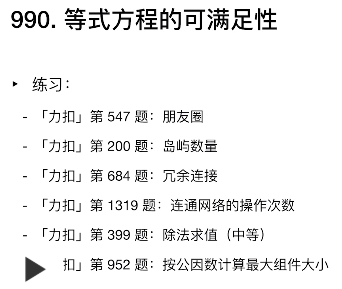 990. 等式方程的可满足性
‣ 练习：
- 「力扣」第 547 题：朋友圈
- 「力扣」第 200 题：岛屿数量
- 「力扣」第 684 题：冗余连接
- 「力扣」第 1319 题：连通网络的操作次数
- 「力扣」第 399 题：除法求值（中等）
扣」第 952 题：按公因数计算最大组件大小